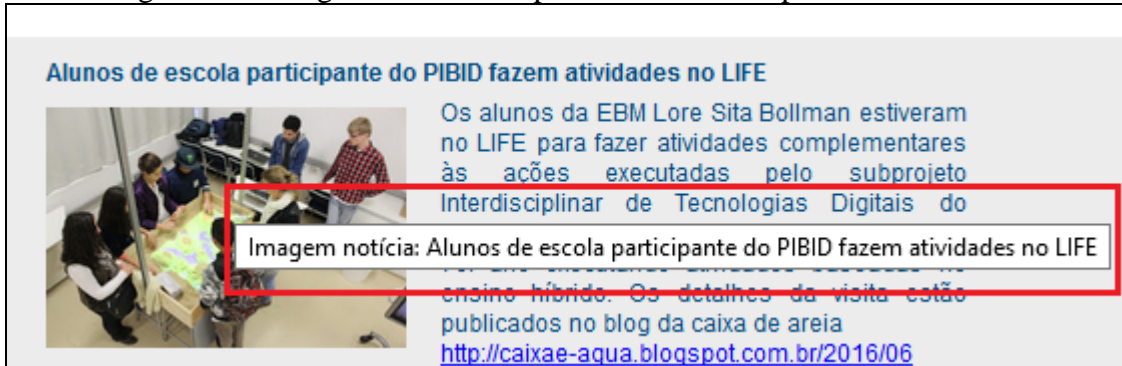 Alunos de escola participante do PIBID fazem atividades no LIFE
Os alunos da EBM Lore Sita Bollman estiveram
no LIFE para fazer atividades complementares
às ações executadas pelo subprojeto
Interdisciplinar de Tecnologias Digitais do
Imagem notícia: Alunos de escola participante do PIBID fazem atividades no LIFE
ensino híbrido. Os detalhes da visita estão
publicados no blog da caixa de areia
http://caixae-agua.blogspot.com.br/2016/06